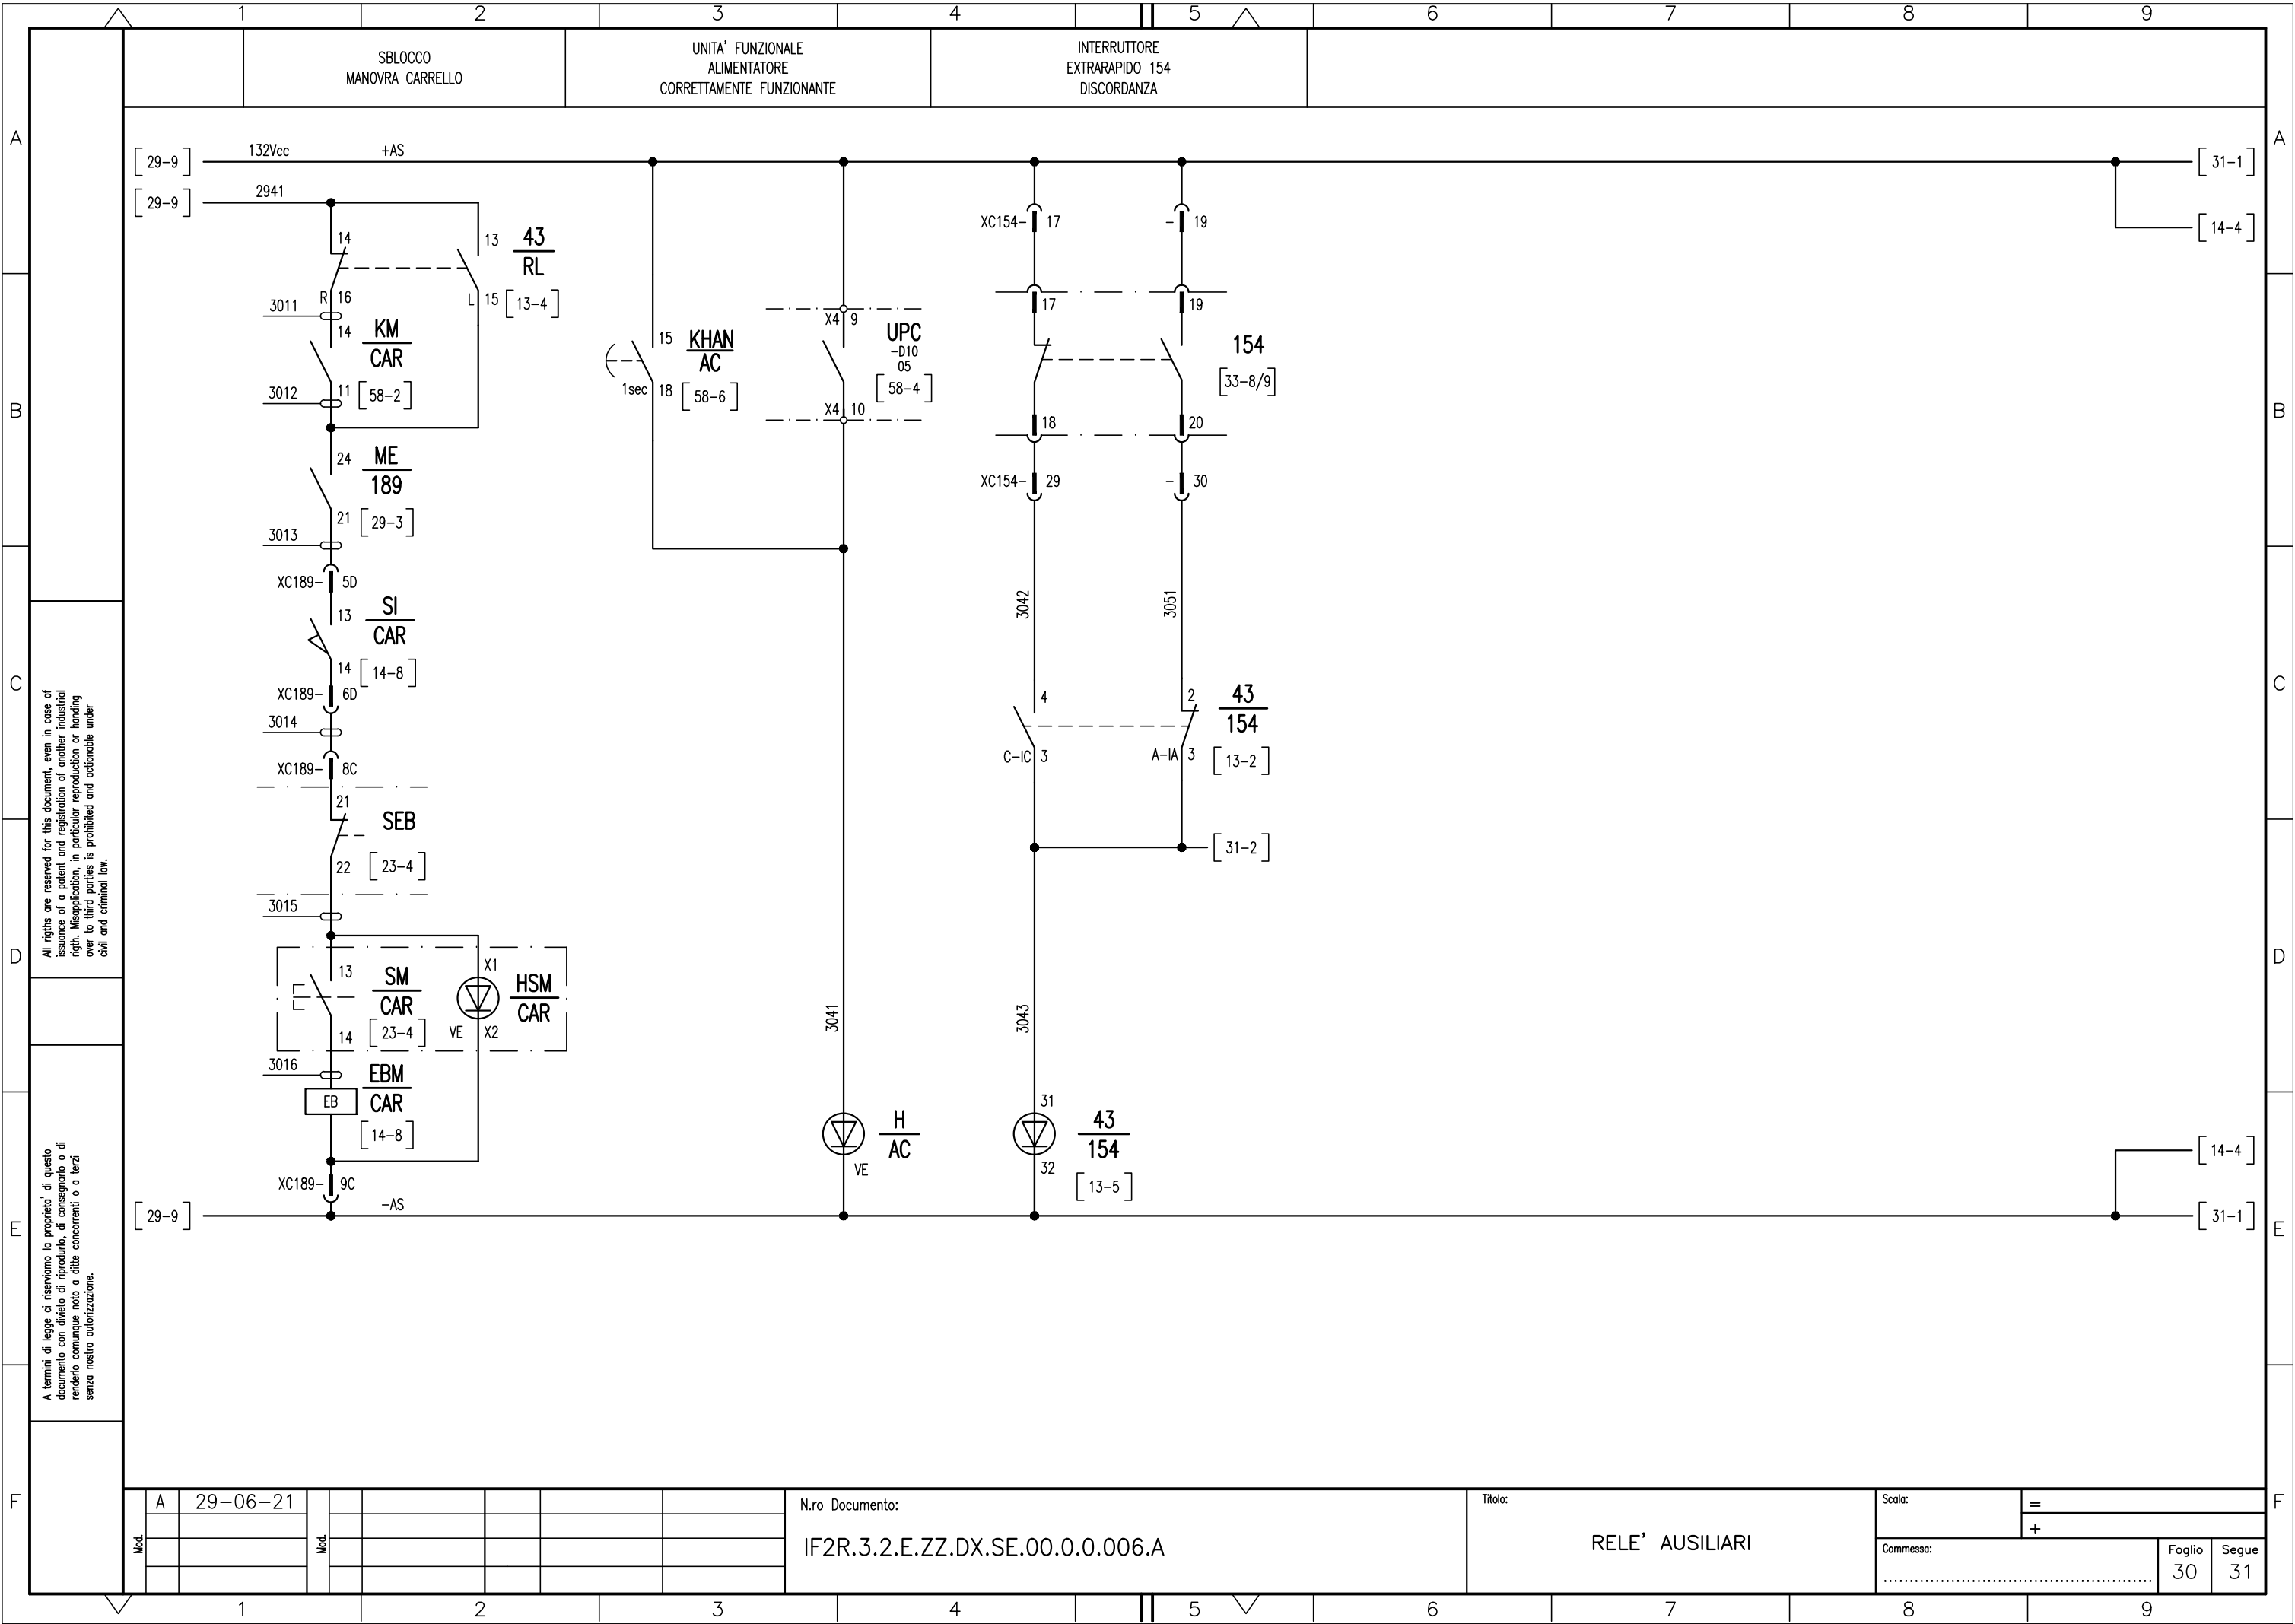 1 2 3 4 5 6 7 8 9
SBLOCCO
MANOVRA CARRELLO
UNITA' FUNZIONALE
ALIMENTATORE
CORRETTAMENTE FUNZIONANTE
INTERRUTTORE
EXTRARAPIDO 154
DISCORDANZA
A A
29-9 132Vcc +AS 31-1
29-9 2941
XC154- 17 - 19
14-4
14 13 43
RL
R 16 L 15 13-4
3011
14 KM
CAR
3012 11 58-2
15 KHAN
AC
1sec 18 58-6
X4 9 UPC
-D10
05
58-4
X4 10
17 19
154
33-8/9
18 20
XC154- 29 - 30
B B
24 ME
189
21 29-3
3013
XC189- 5D
13 SI
CAR
14 14-8
XC189- 6D
3014
XC189- 8C
3042 3051
4 2 43
154
C-IC 3 A-IA 3 13-2
C C
21 SEB
22 23-4
31-2
3015
13 SM
CAR
14 23-4
X1 HSM
CAR
VE X2
D D
3041 3043
3016
EBM
CAR
EB
14-8
H
AC
VE
31 43
154
32
13-5
14-4
XC189- 9C
29-9 -AS 31-1
E E
F F
All rigths are reserved for this document, even in case of
issuance of a patent and registration of another industrial
rigth. Misapplication, in particular reproduction or handing
over to third parties is prohibited and actionable under
civil and criminal law.
A termini di legge ci riserviamo la proprieta' di questo
documento con divieto di riprodurlo, di consegnarlo o di
renderlo comunque noto a ditte concorrenti o a terzi
senza nostra autorizzazione.
A 29-06-21
Mod. Mod.
N.ro Documento:
IF2R.3.2.E.ZZ.DX.SE.00.0.0.006.A
Titolo:
RELE' AUSILIARI
Scala:
=
+
Commessa:
Foglio
30
Segue
31
1 2 3 4 5 6 7 8 9